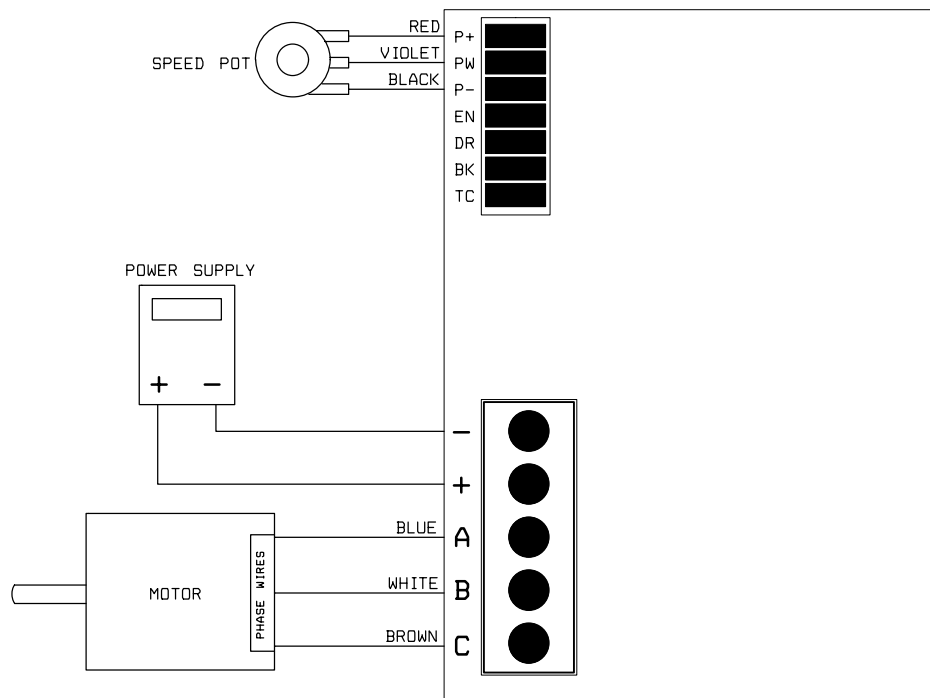 RED
P+
VIOLET
PW
SPEED POT
BLACK
P-
EN
DR
BK
TC
POWER SUPPLY
+ -
-
+
BLUE
A
WHITE
B
MOTOR
PHASE WIRES
BROWN
C